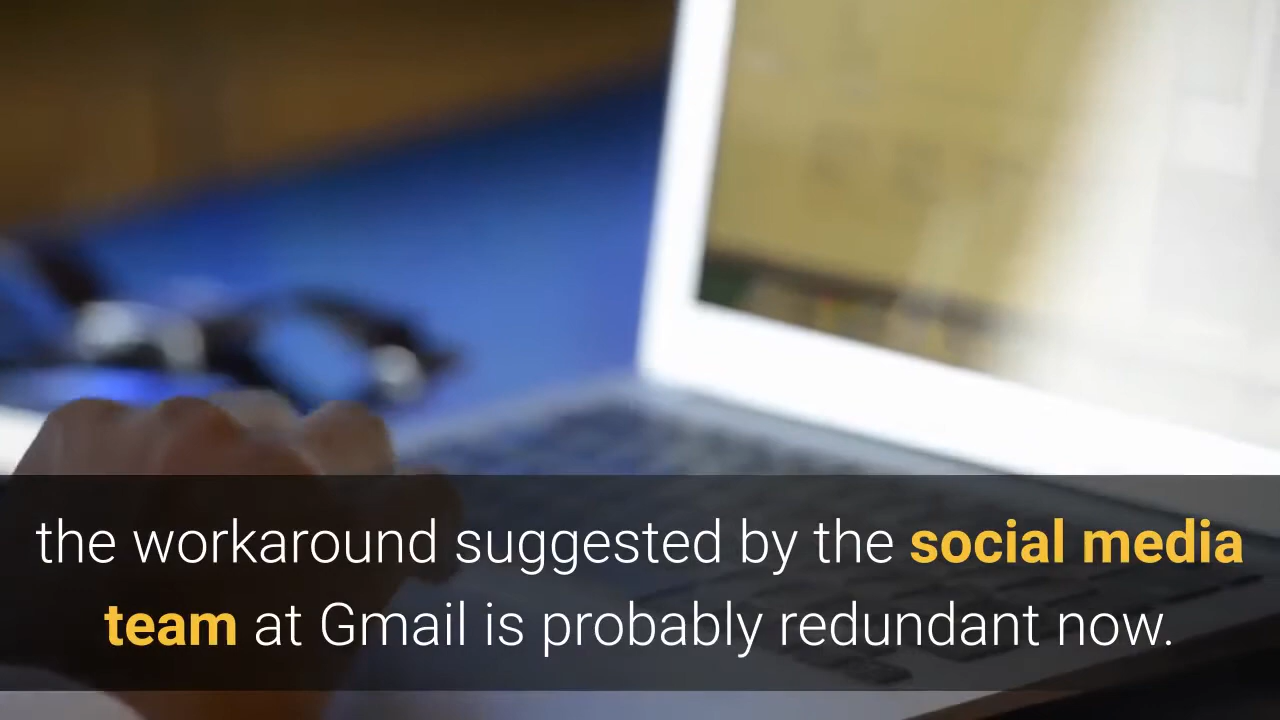 the workaround suggested by the social media
team at Gmail is probably redundant now.